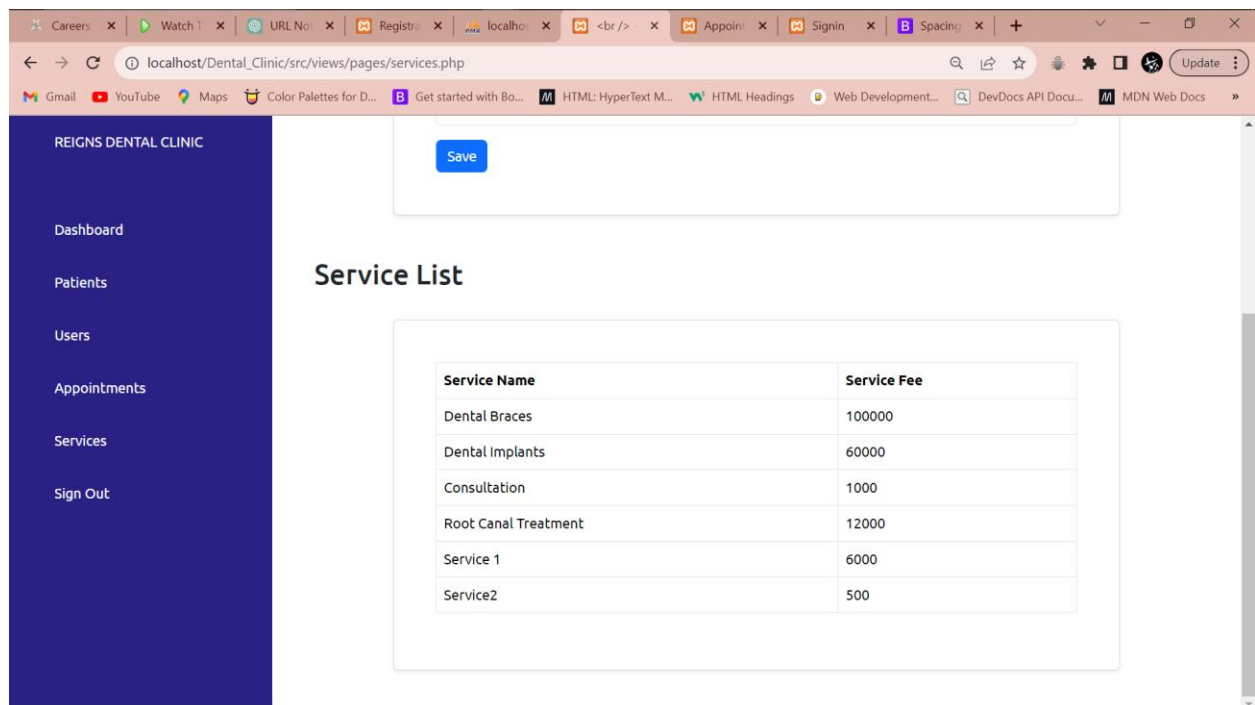 Careers
Watch T
URL No
Registra
localho
<br />
Appoint
Signin
Spacing
localhost/Dental_Clinic/src/views/pages/services.php
Update
Gmail
YouTube
Maps
Color Palettes for D...
Get started with Bo...
HTML: HyperText M...
HTML Headings
Web Development...
DevDocs API Docu...
MDN Web Docs
REIGNS DENTAL CLINIC
Dashboard
Patients
Users
Appointments
Services
Sign Out
Save
Service List
Service Name Service Fee
Dental Braces 100000
Dental Implants 60000
Consultation 1000
Root Canal Treatment 12000
Service 1 6000
Service2 500